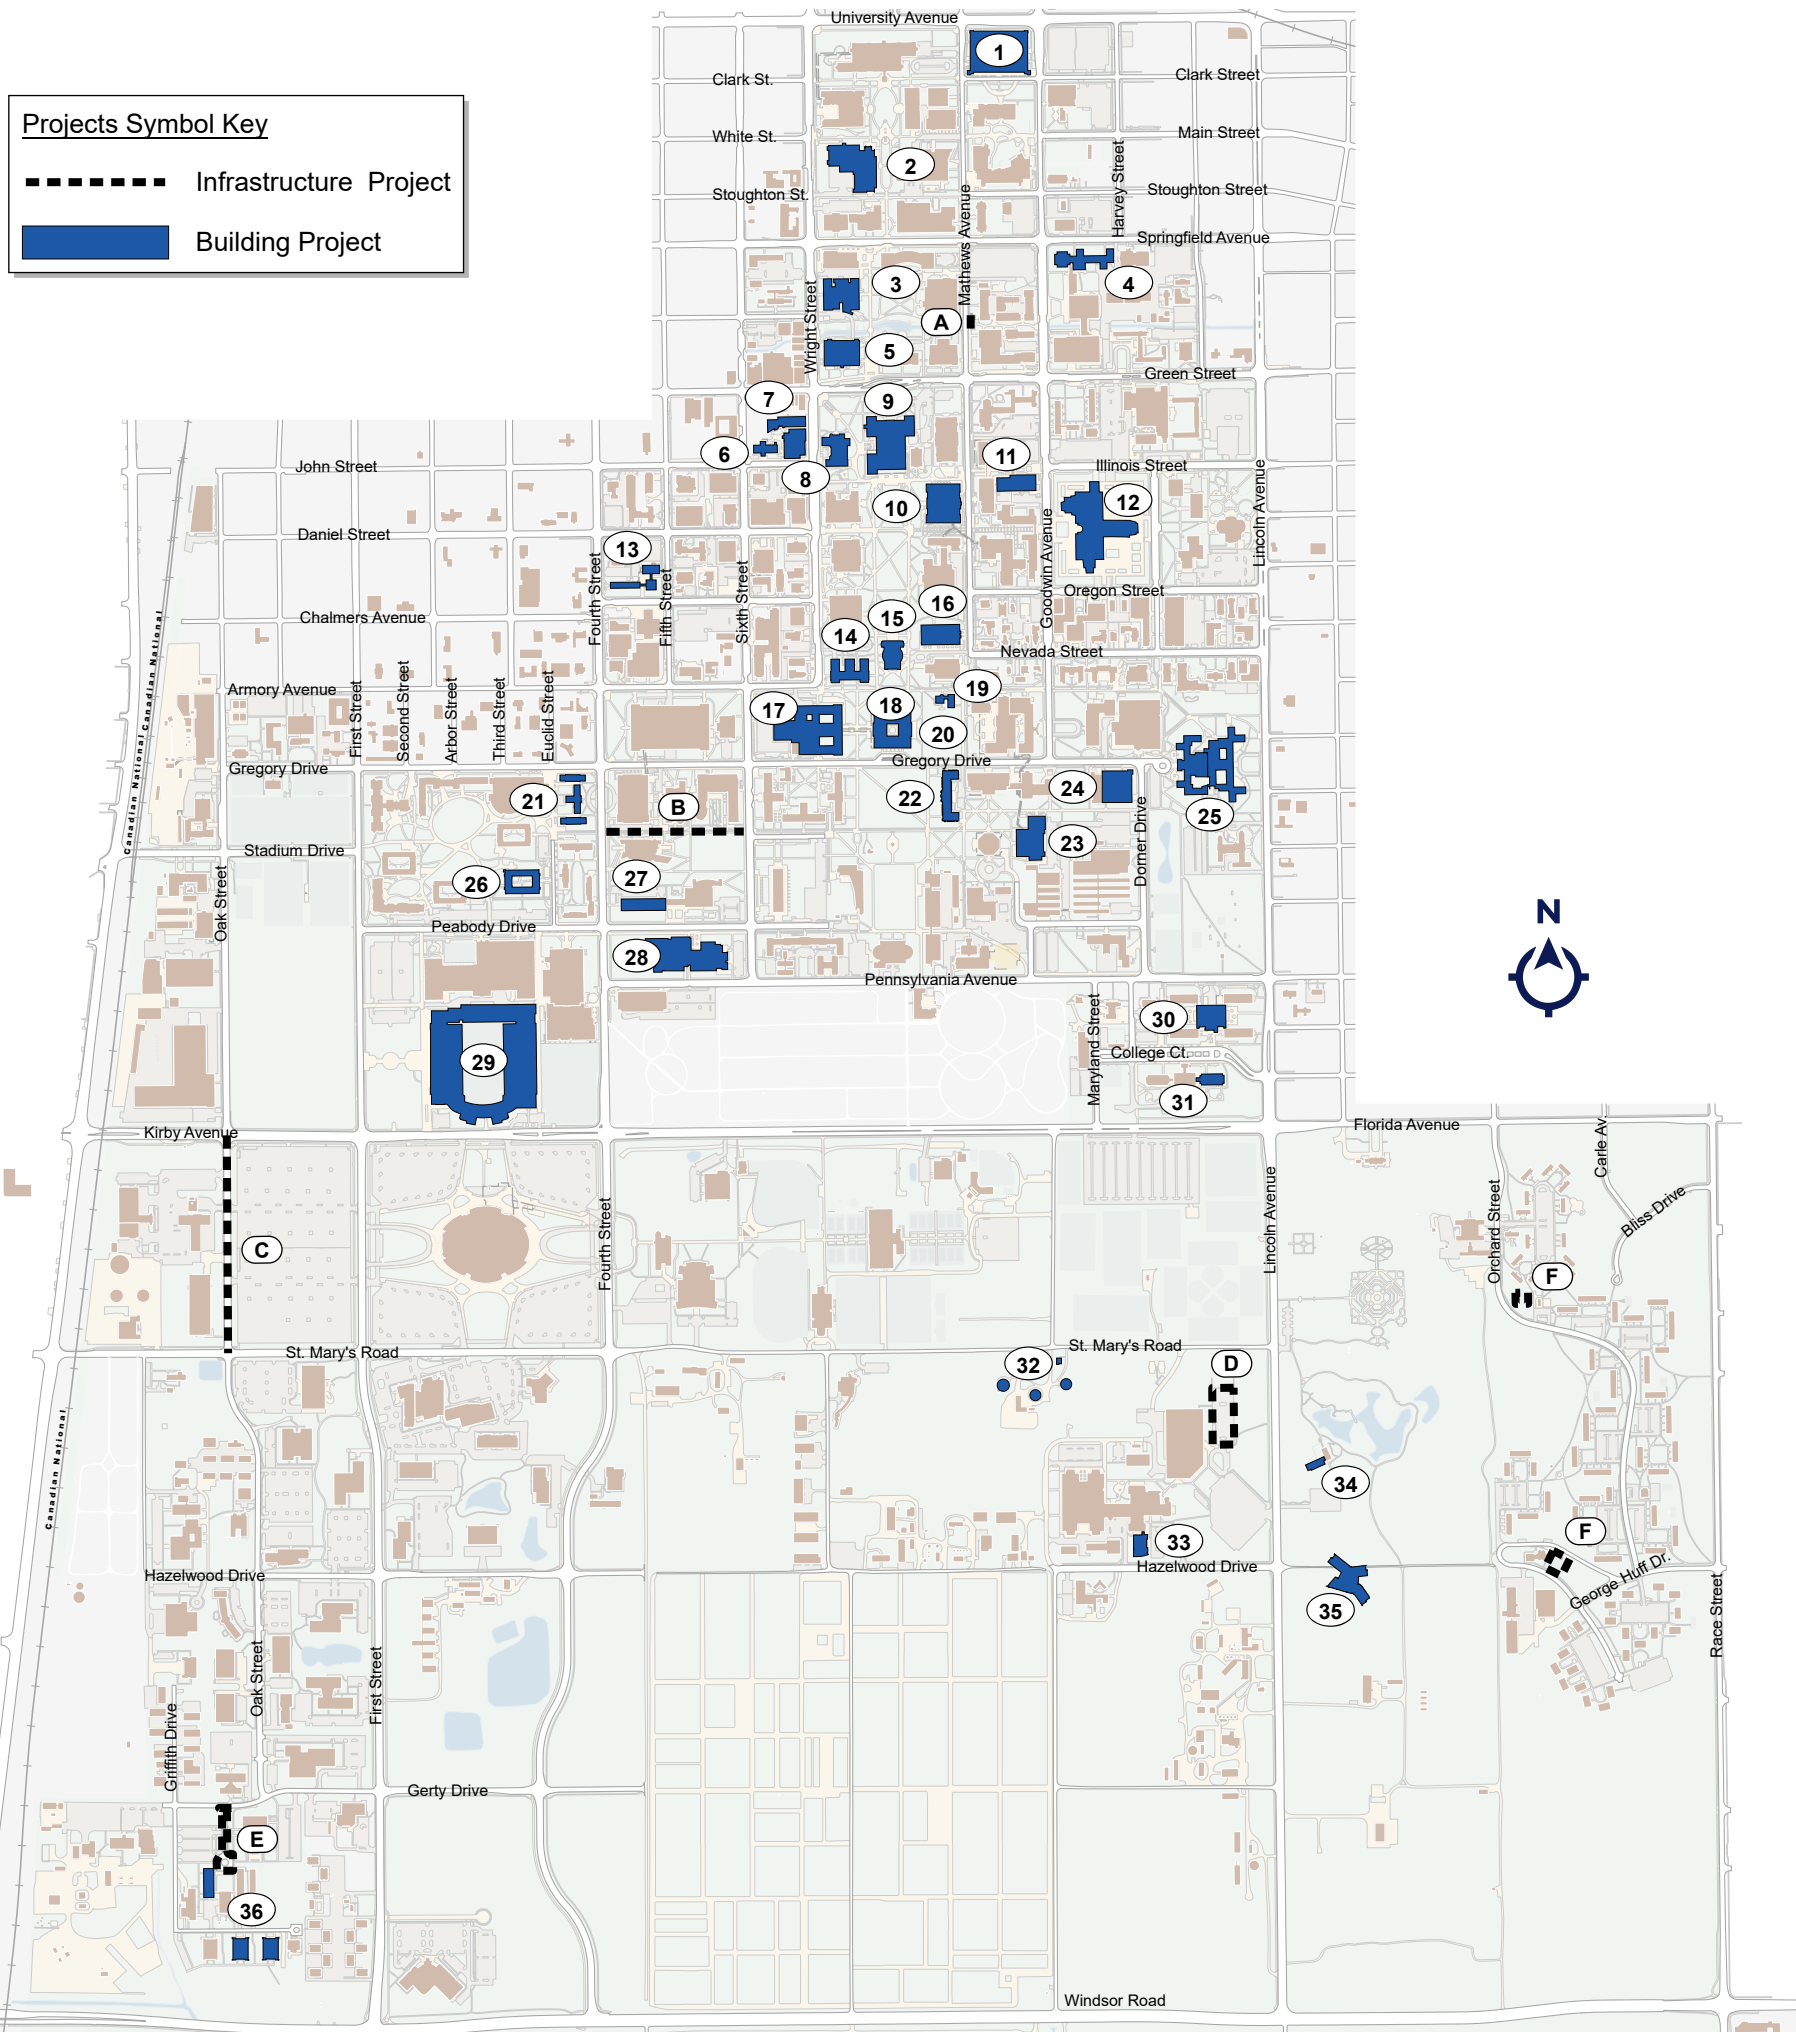 University Avenue
1
Clark St.
Clark Street
Projects Symbol Key
Infrastructure Project
Building Project
White St.
Main Street
2
Stoughton St.
Stoughton Street
Harvey Street
Mathews Avenue
Springfield Avenue
3
4
A
Wright Street
5
Green Street
7
9
6
8
11
John Street
Illinois Street
10
12
Lincoln Avenue
Daniel Street
13
Goodwin Avenue
Fourth Street
Fifth Street
Sixth Street
Oregon Street
16
15
Chalmers Avenue
14
Nevada Street
Canadian National
Canadian National
Armory Avenue
First Street
Second Street
Arbor Street
Third Street
Euclid Street
19
17
18
20
Gregory Drive
Gregory Drive
21
B
22
24
25
23
Dorner Drive
Stadium Drive
26
27
Oak Street
Peabody Drive
28
Pennsylvania Avenue
N
29
30
Maryland Street
College Ct.
31
Kirby Avenue
Florida Avenue
Carle Av.
Bliss Drive
Orchard Street
Lincoln Avenue
Fourth Street
C
F
St. Mary's Road
St. Mary's Road
32
D
Canadian National
34
33
F
Hazelwood Drive
Hazelwood Drive
George Huff Dr.
35
Race Street
Oak Street
First Street
Griffith Drive
Gerty Drive
E
36
Windsor Road